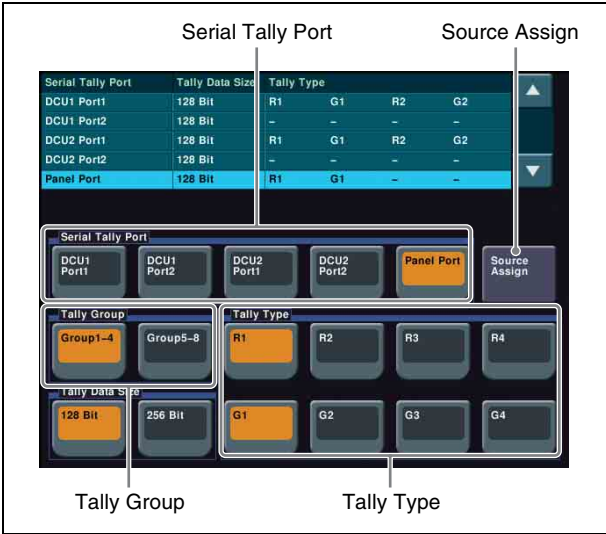 Serial Tally Port Source Assign
Serial Tally Port Tally Data Size Tally Type
DCU1 Port1 128 Bit R1 G1 R2 G2
DCU1 Port2 128 Bit – – – –
DCU2 Port1 128 Bit R1 G1 R2 G2
DCU2 Port2 128 Bit – – – –
Panel Port 128 Bit R1 G1 – –
Serial Tally Port
DCU1 Port1
DCU1 Port2
DCU2 Port1
DCU2 Port2
Panel Port
Source Assign
Tally Group
Group1–4 Group5–8
Tally Type
R1 R2 R3 R4
Tally Data Size
128 Bit 256 Bit
G1 G2 G3 G4
Tally Group Tally Type